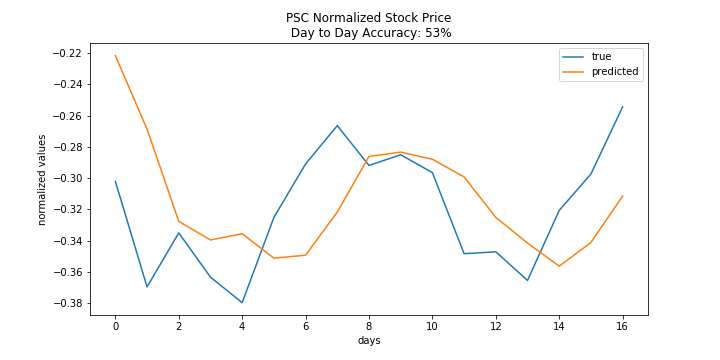 PSC Normalized Stock Price
Day to Day Accuracy: 53%
true
predicted
normalized values
−0.22
−0.24
−0.26
−0.28
−0.30
−0.32
−0.34
−0.36
−0.38
0 2 4 6 8 10 12 14 16
days